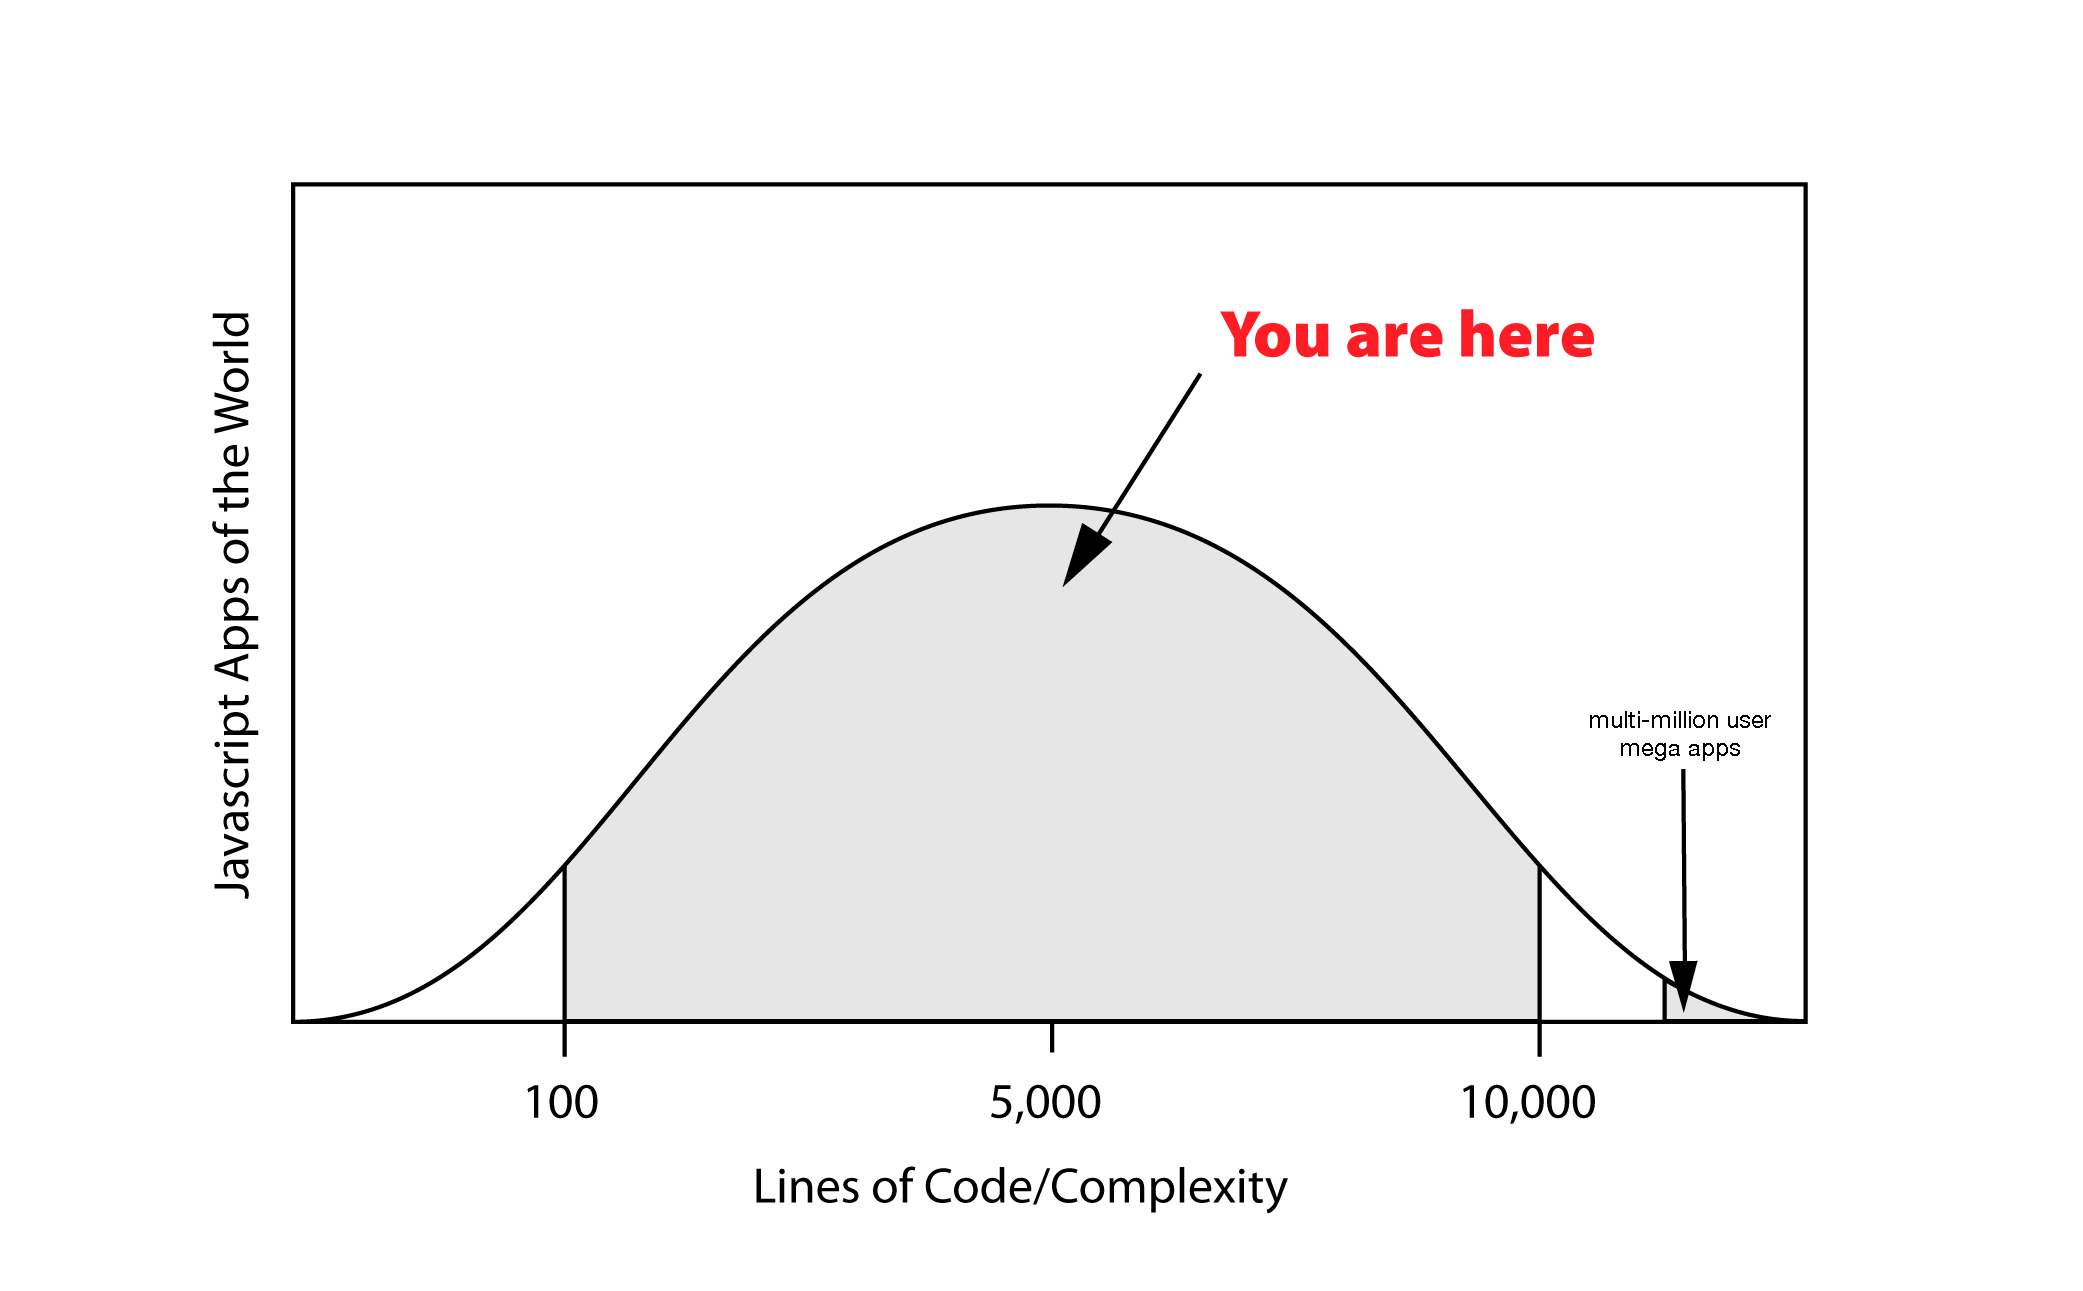 You are here
Javascript Apps of the World
multi-million user
mega apps
100
5,000
10,000
Lines of Code/Complexity